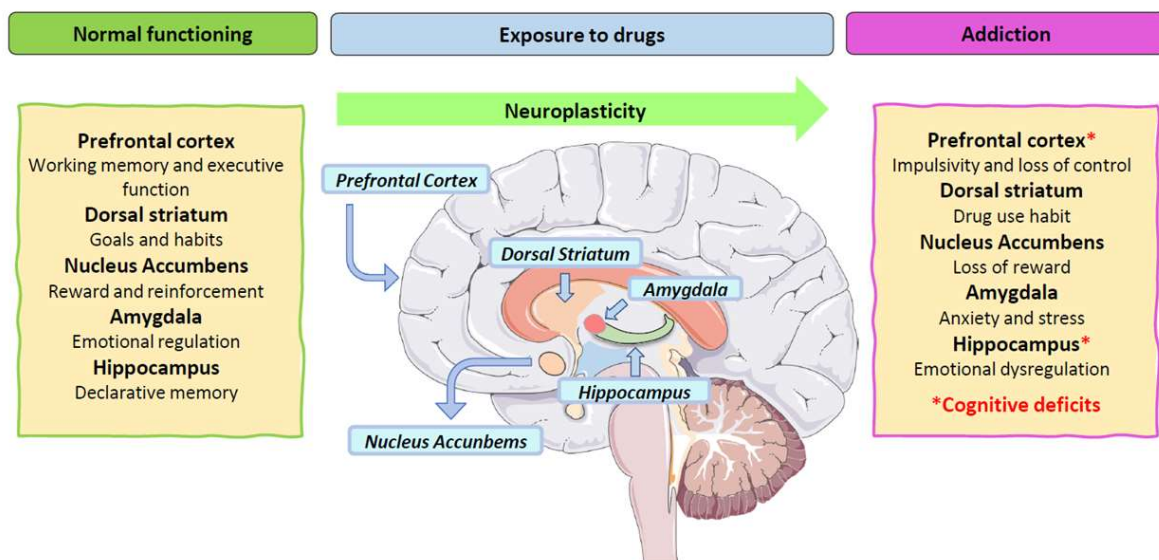 Normal functioning
Exposure to drugs
Addiction
Prefrontal cortex
Working memory and executive
function
Dorsal striatum
Goals and habits
Nucleus Accumbens
Reward and reinforcement
Amygdala
Emotional regulation
Hippocampus
Declarative memory
Neuroplasticity
Prefrontal Cortex
Dorsal Striatum
Amygdala
Hippocampus
Nucleus Accunbems
Prefrontal cortex*
Impulsivity and loss of control
Dorsal striatum
Drug use habit
Nucleus Accumbens
Loss of reward
Amygdala
Anxiety and stress
Hippocampus*
Emotional dysregulation
*Cognitive deficits